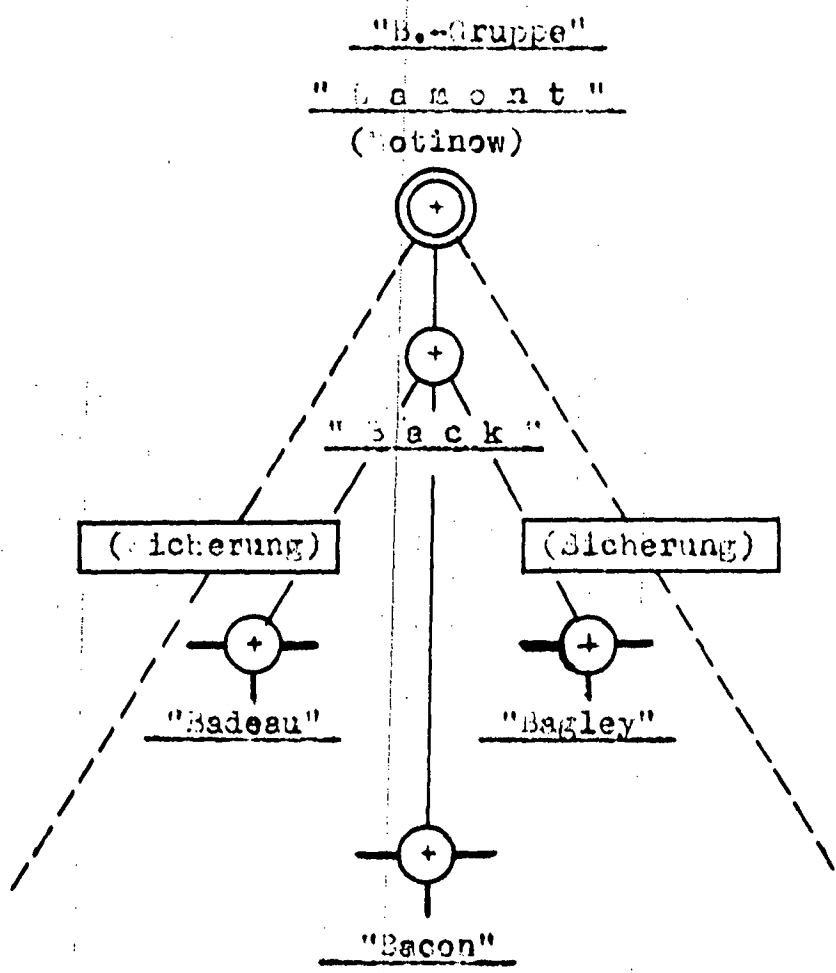 "B.-Gruppe"
"L a m o n t"
"B a c k"
(Sicherung) (Sicherung)
"Badeau" "Bagley"
"Bacon"